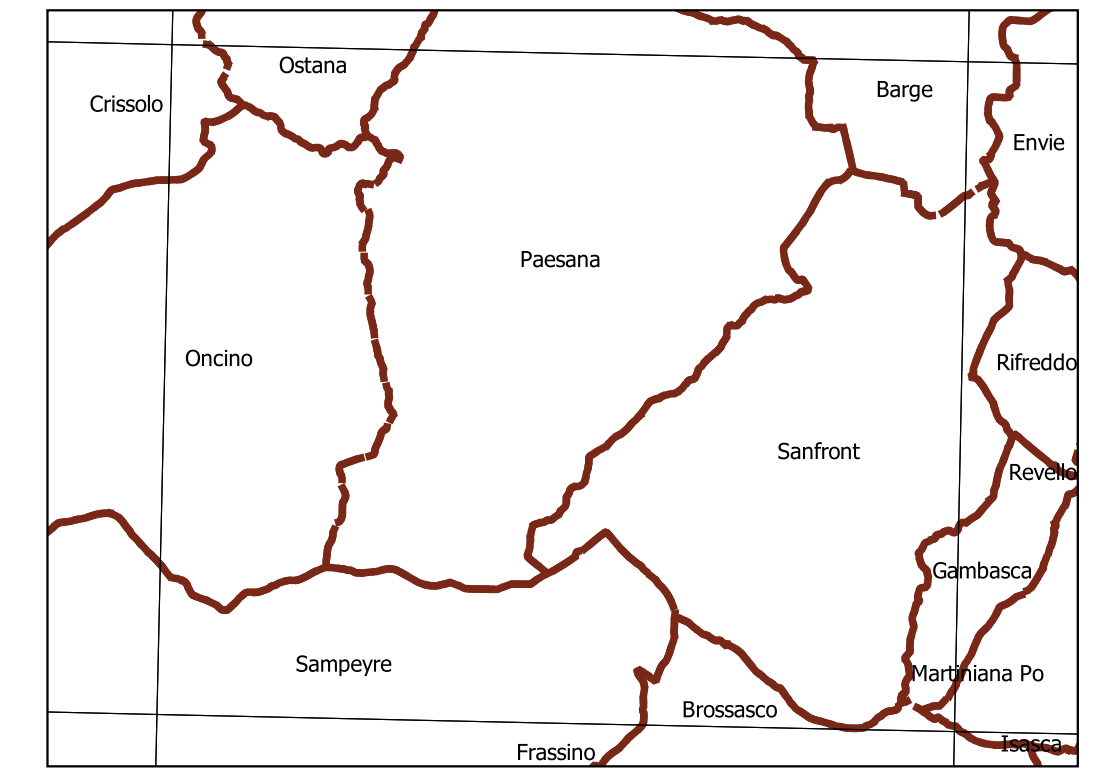 Ostana
Barge
Crissolo
Envie
Paesana
Oncino
Rifreddo
Sanfront
Revello
Gambasca
Sampeyre
Martiniana Po
Brossasco
Isasca
Frassino